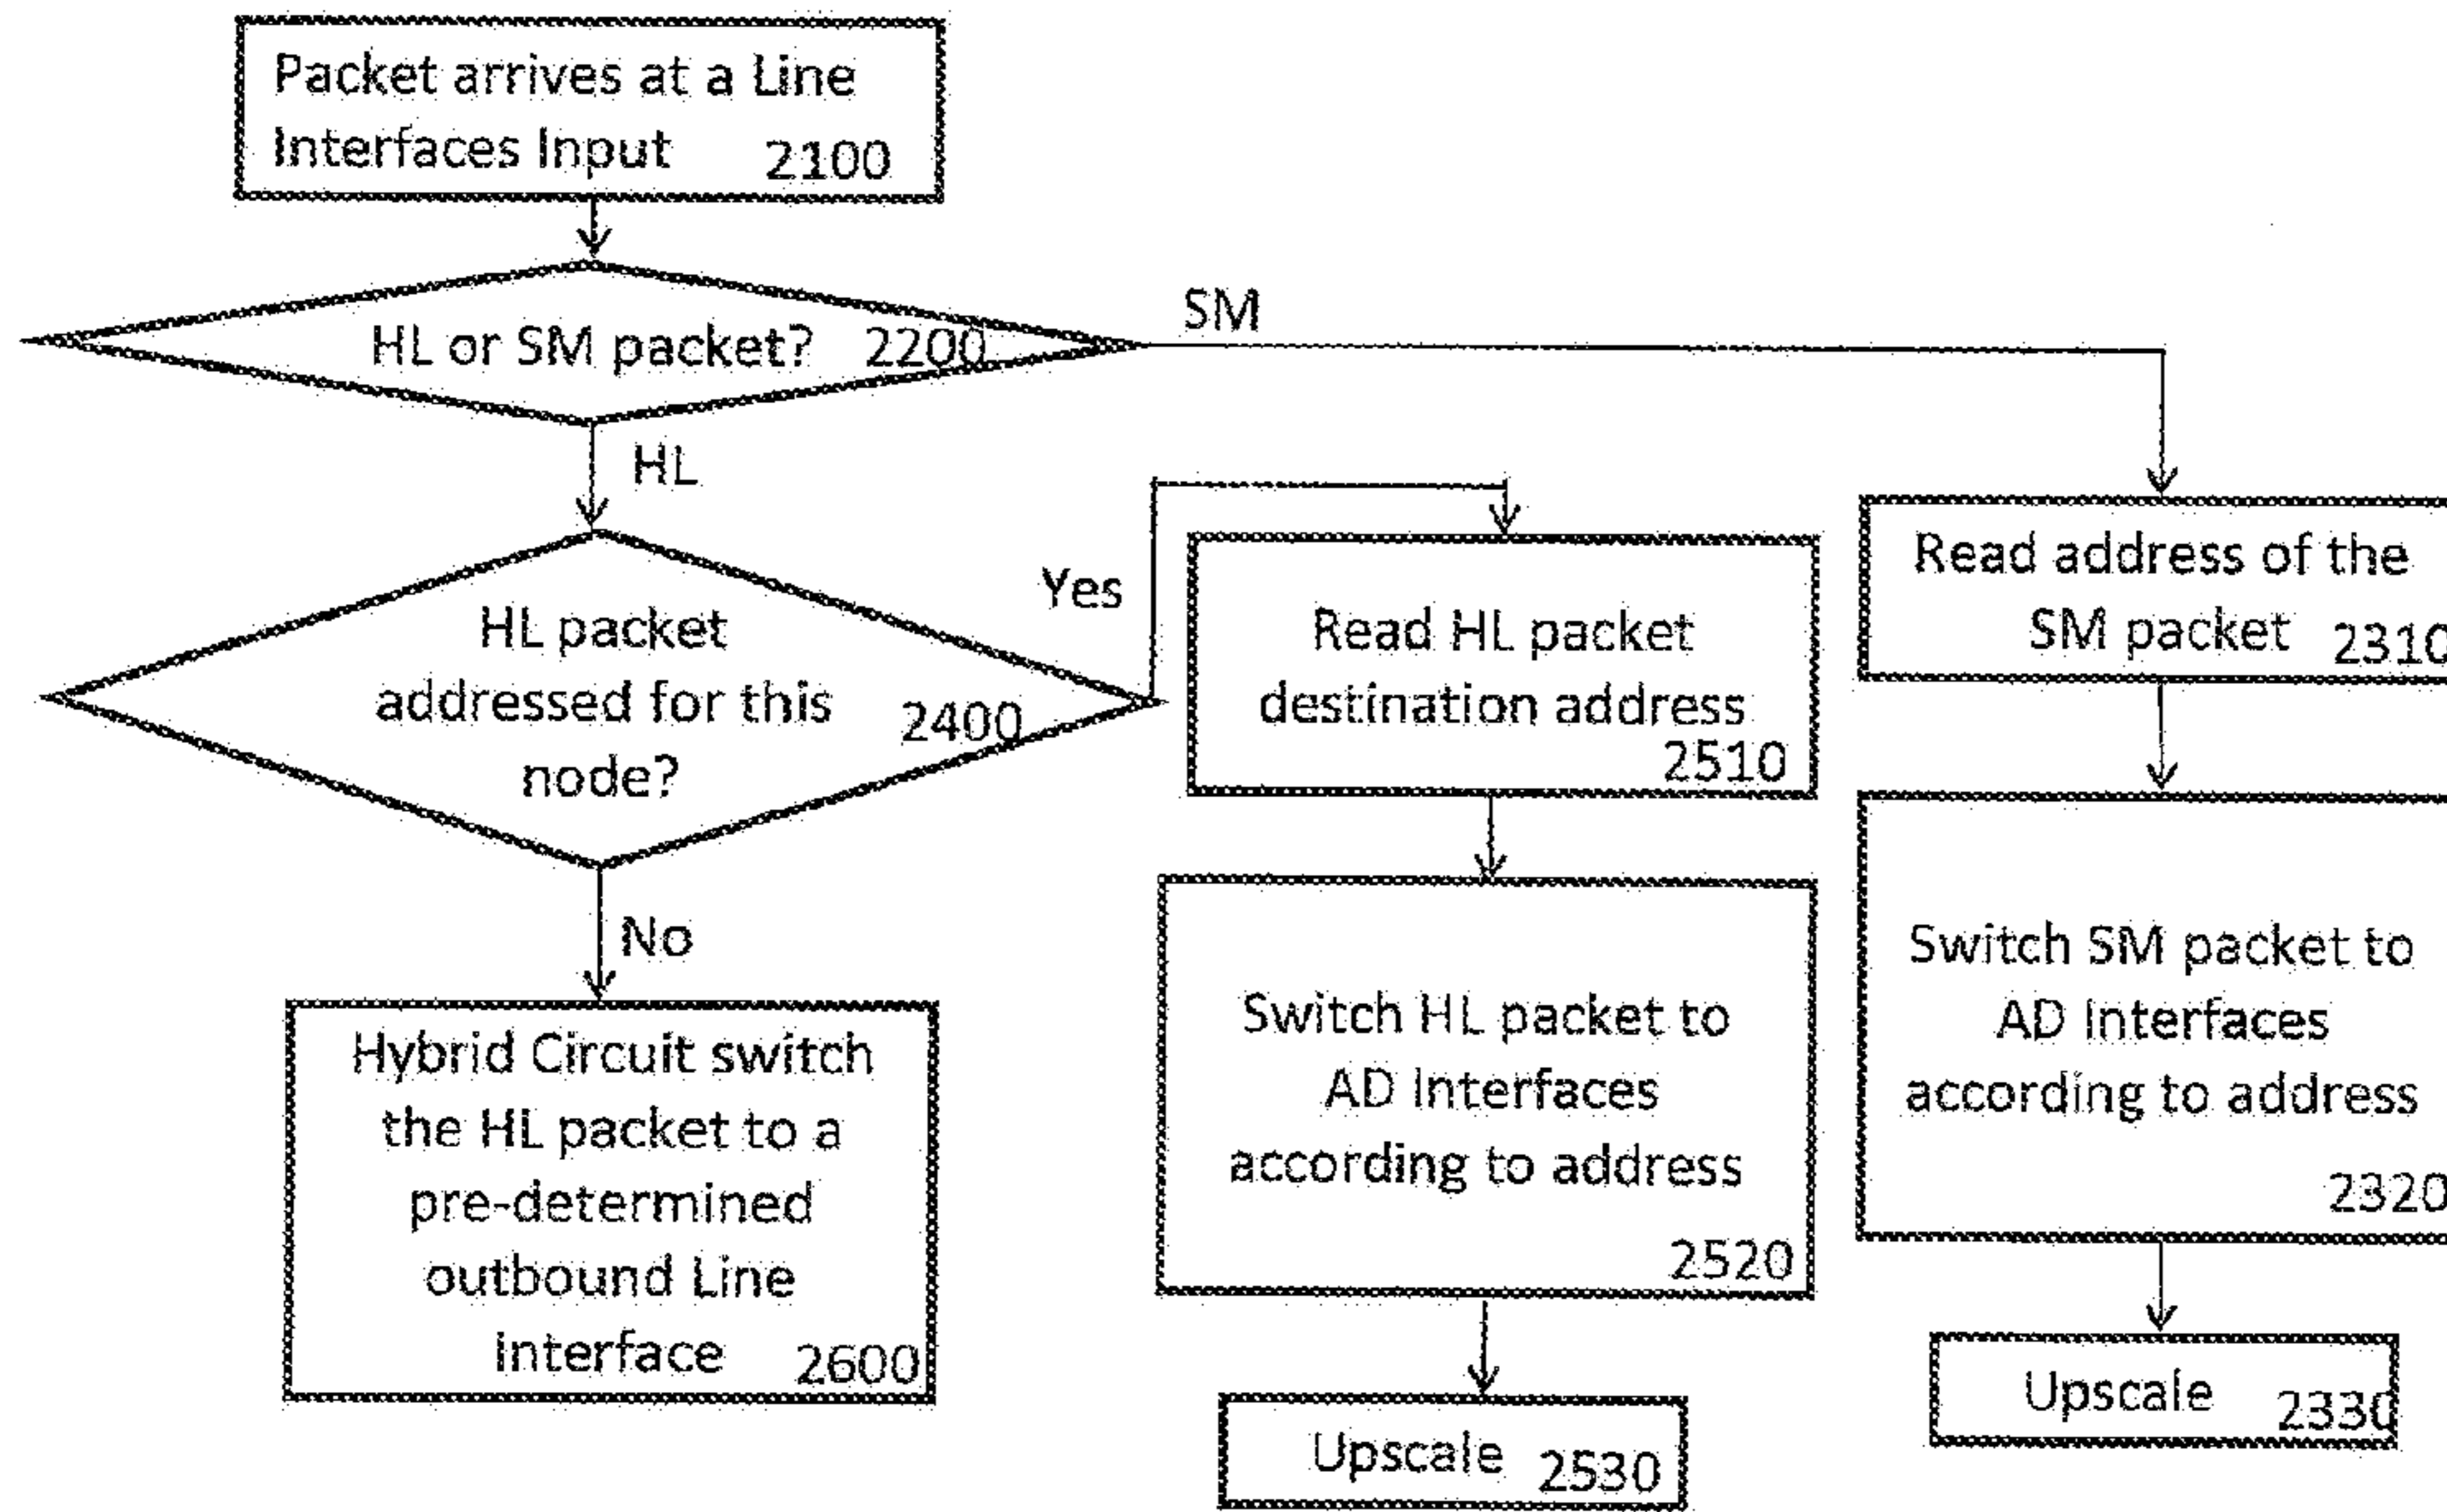 Packet arrives at a Line
Interfaces Input 2100
HL or SM packet? 2200
SM
HL
HL packet
addressed for this
node?
2400
Yes
No
Hybrid Circuit switch
the HL packet to a
pre-determined
outbound Line
interface 2600
Read HL packet
destination address
2510
Switch HL packet to
AD Interfaces
according to address
2520
Upscale 2530
Read address of the
SM packet 2310
Switch SM packet to
AD Interfaces
according to address
2320
Upscale 2330